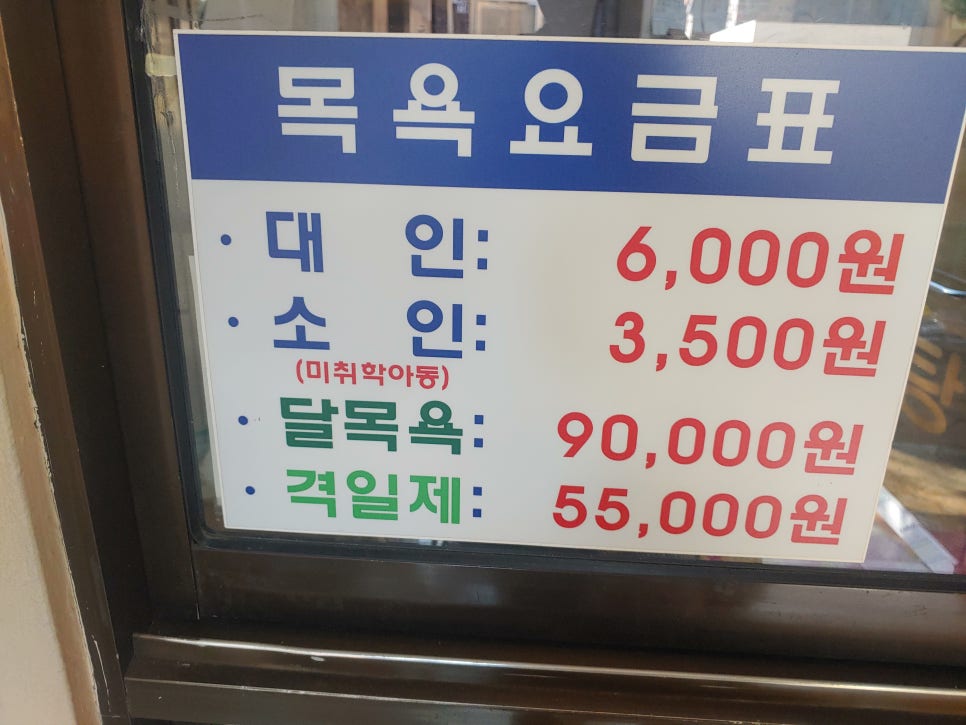 목욕요금표
· 대 인: 6,000원
· 소 인: 3,500원
(미취학아동)
· 달목욕: 90,000원
· 격일제: 55,000원